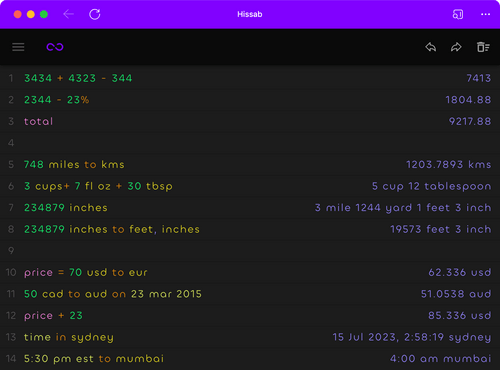 Hissab
1 3434 + 4323 - 344 7413
2 2344 - 23% 1804.88
3 total 9217.88
4
5 748 miles to kms 1203.7893 kms
6 3 cups+ 7 fl oz + 30 tbsp 5 cup 12 tablespoon
7 234879 inches 3 mile 1244 yard 1 feet 3 inch
8 234879 inches to feet, inches 19573 feet 3 inch
9
10 price = 70 usd to eur 62.336 usd
11 50 cad to aud on 23 mar 2015 51.0538 aud
12 price + 23 85.336 usd
13 time in sydney 15 Jul 2023, 2:58:19 sydney
14 5:30 pm est to mumbai 4:00 am mumbai